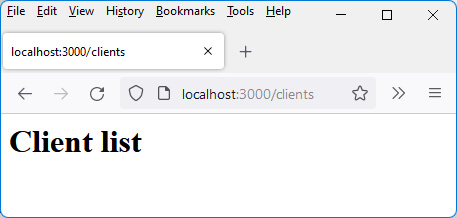 File Edit View History Bookmarks Tools Help
localhost:3000/clients
localhost:3000/clients
Client list